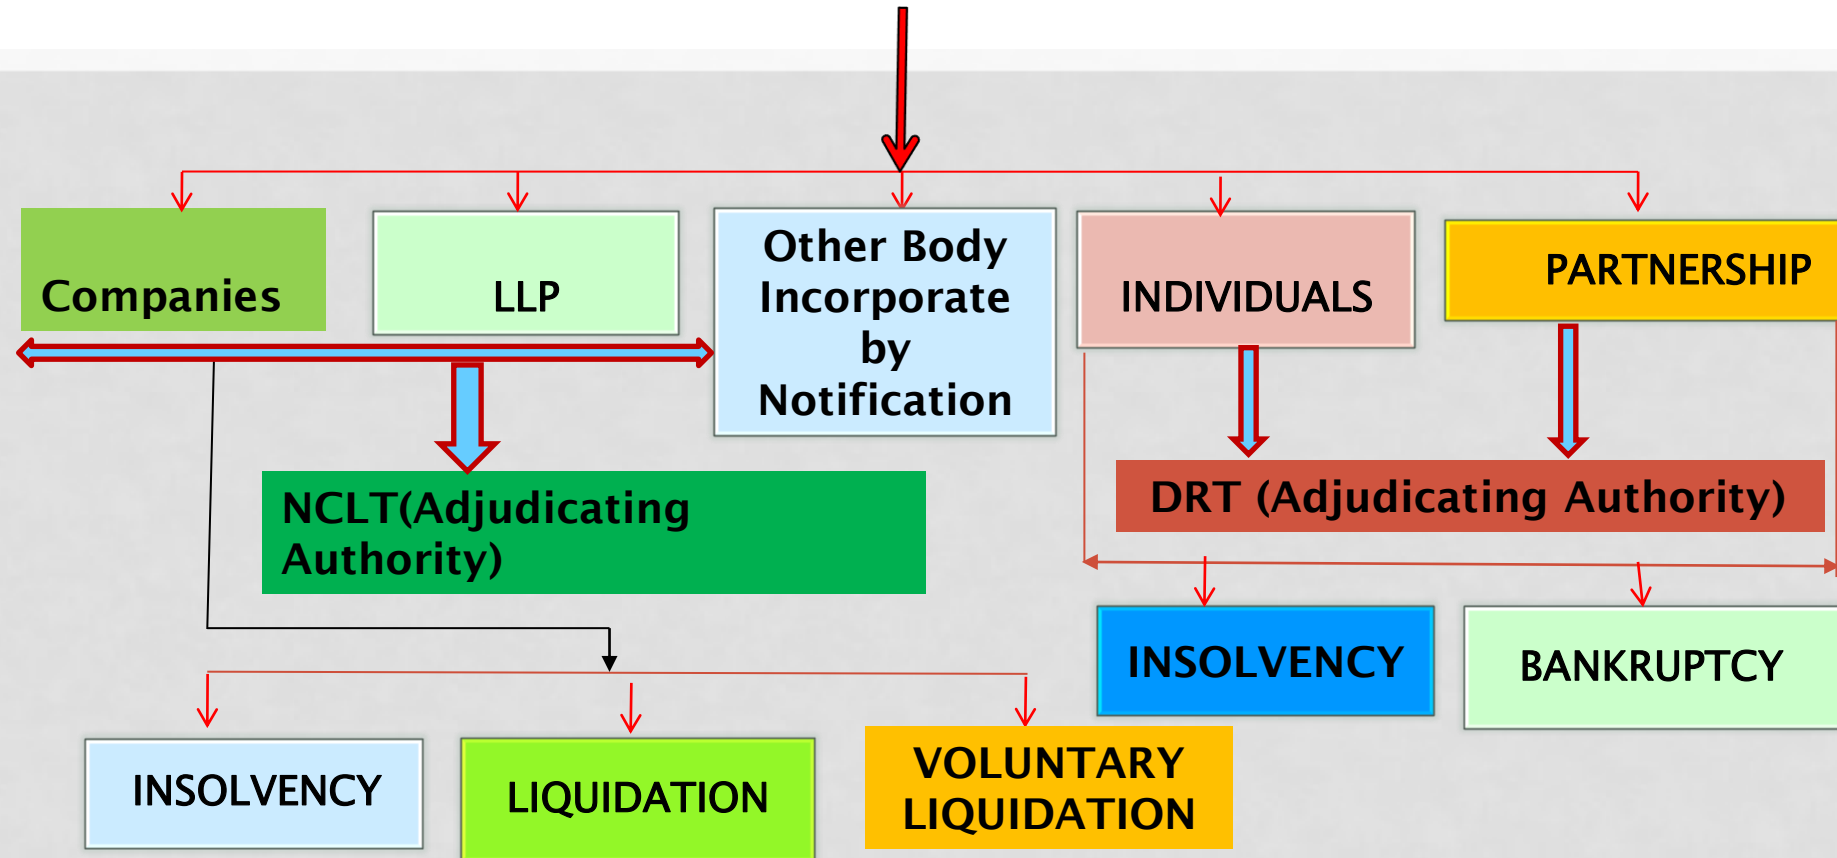 Companies
LLP
Other Body
Incorporate
by
Notification
INDIVIDUALS
PARTNERSHIP
NCLT(Adjudicating
Authority)
DRT (Adjudicating Authority)
INSOLVENCY
BANKRUPTCY
INSOLVENCY
LIQUIDATION
VOLUNTARY
LIQUIDATION